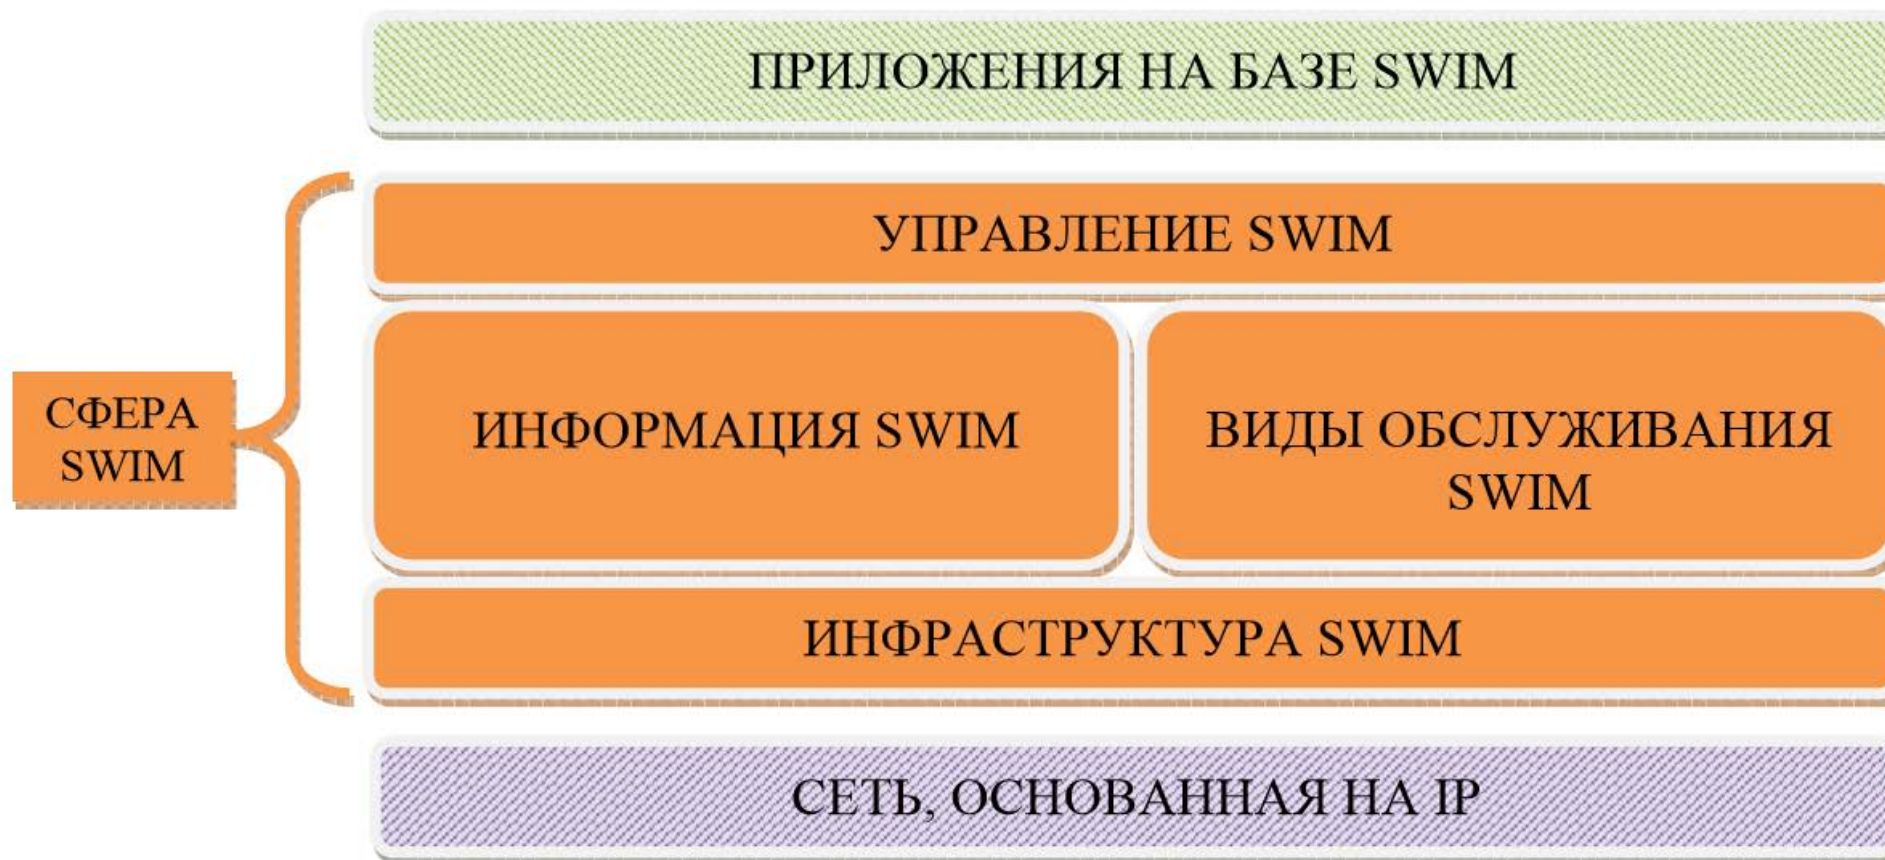 ПРИЛОЖЕНИЯ НА БАЗЕ SWIM
УПРАВЛЕНИЕ SWIM
СФЕРА
SWIM
ИНФОРМАЦИЯ SWIM
ВИДЫ ОБСЛУЖИВАНИЯ
SWIM
ИНФРАСТРУКТУРА SWIM
СЕТЬ, ОСНОВАННАЯ НА IP